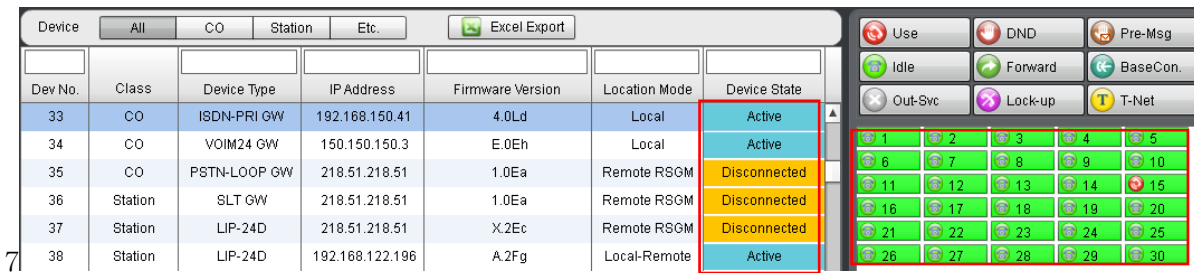 Device All CO Station Etc. Excel Export
Dev No. Class Device Type IP Address Firmware Version Location Mode Device State
33 CO ISDN-PRI GW 192.168.150.41 4.0Ld Local Active
34 CO VOIM24 GW 150.150.150.3 E.0Eh Local Active
35 CO PSTN-LOOP GW 218.51.218.51 1.0Ea Remote RSGM Disconnected
36 Station SLT GW 218.51.218.51 1.0Ea Remote RSGM Disconnected
37 Station LIP-24D 218.51.218.51 X.2Ec Remote RSGM Disconnected
7
38 Station LIP-24D 192.168.122.196 A.2Fg Local-Remote Active
Use DND Pre-Msg
Idle Forward BaseCon.
Out-Svc Lock-up T T-Net
1 2 3 4 5
6 7 8 9 10
11 12 13 14 15
16 17 18 19 20
21 22 23 24 25
26 27 28 29 30